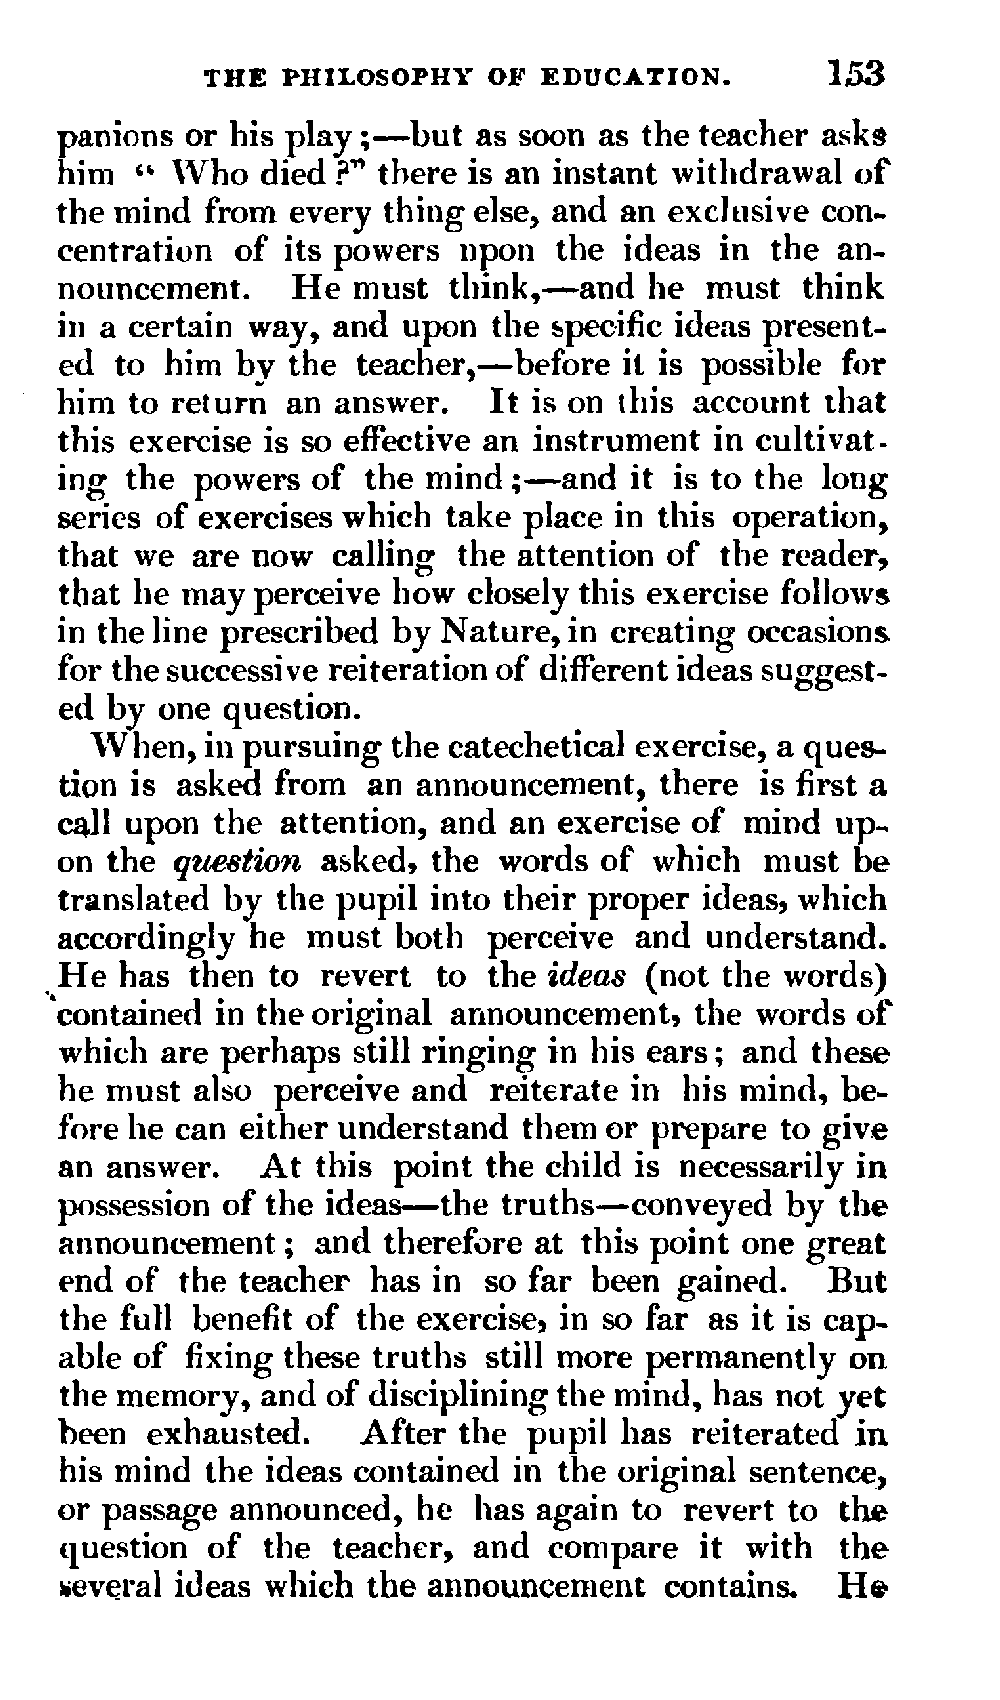 THE PHILOSOPHY OF EDUCATION. 153
panions or his play;—but as soon as the teacher asks
him "Who died?" there is an instant withdrawal of
the mind from every thing else, and an exclusive con-
centration of its powers upon the ideas in the an-
nouncement. He must think,—and he must think
in a certain way, and upon the specific ideas present-
ed to him by the teacher,—before it is possible for
him to return an answer. It is on this account that
this exercise is so effective an instrument in cultivat-
ing the powers of the mind;—and it is to the long
series of exercises which take place in this operation,
that we are now calling the attention of the reader,
that he may perceive how closely this exercise follows
in the line prescribed by Nature, in creating occasions
for the successive reiteration of different ideas suggest-
ed by one question.
When, in pursuing the catechetical exercise, a ques-
tion is asked from an announcement, there is first a
call upon the attention, and an exercise of mind up-
on the question asked, the words of which must be
translated by the pupil into their proper ideas, which
accordingly he must both perceive and understand.
He has then to revert to the ideas (not the words)
contained in the original announcement, the words of
which are perhaps still ringing in his ears; and these
he must also perceive and reiterate in his mind, be-
fore he can either understand them or prepare to give
an answer. At this point the child is necessarily in
possession of the ideas—the truths—conveyed by the
announcement; and therefore at this point one great
end of the teacher has in so far been gained. But
the full benefit of the exercise, in so far as it is cap-
able of fixing these truths still more permanently on
the memory, and of disciplining the mind, has not yet
been exhausted. After the pupil has reiterated in
his mind the ideas contained in the original sentence,
or passage announced, he has again to revert to the
question of the teacher, and compare it with the
several ideas which the announcement contains. He